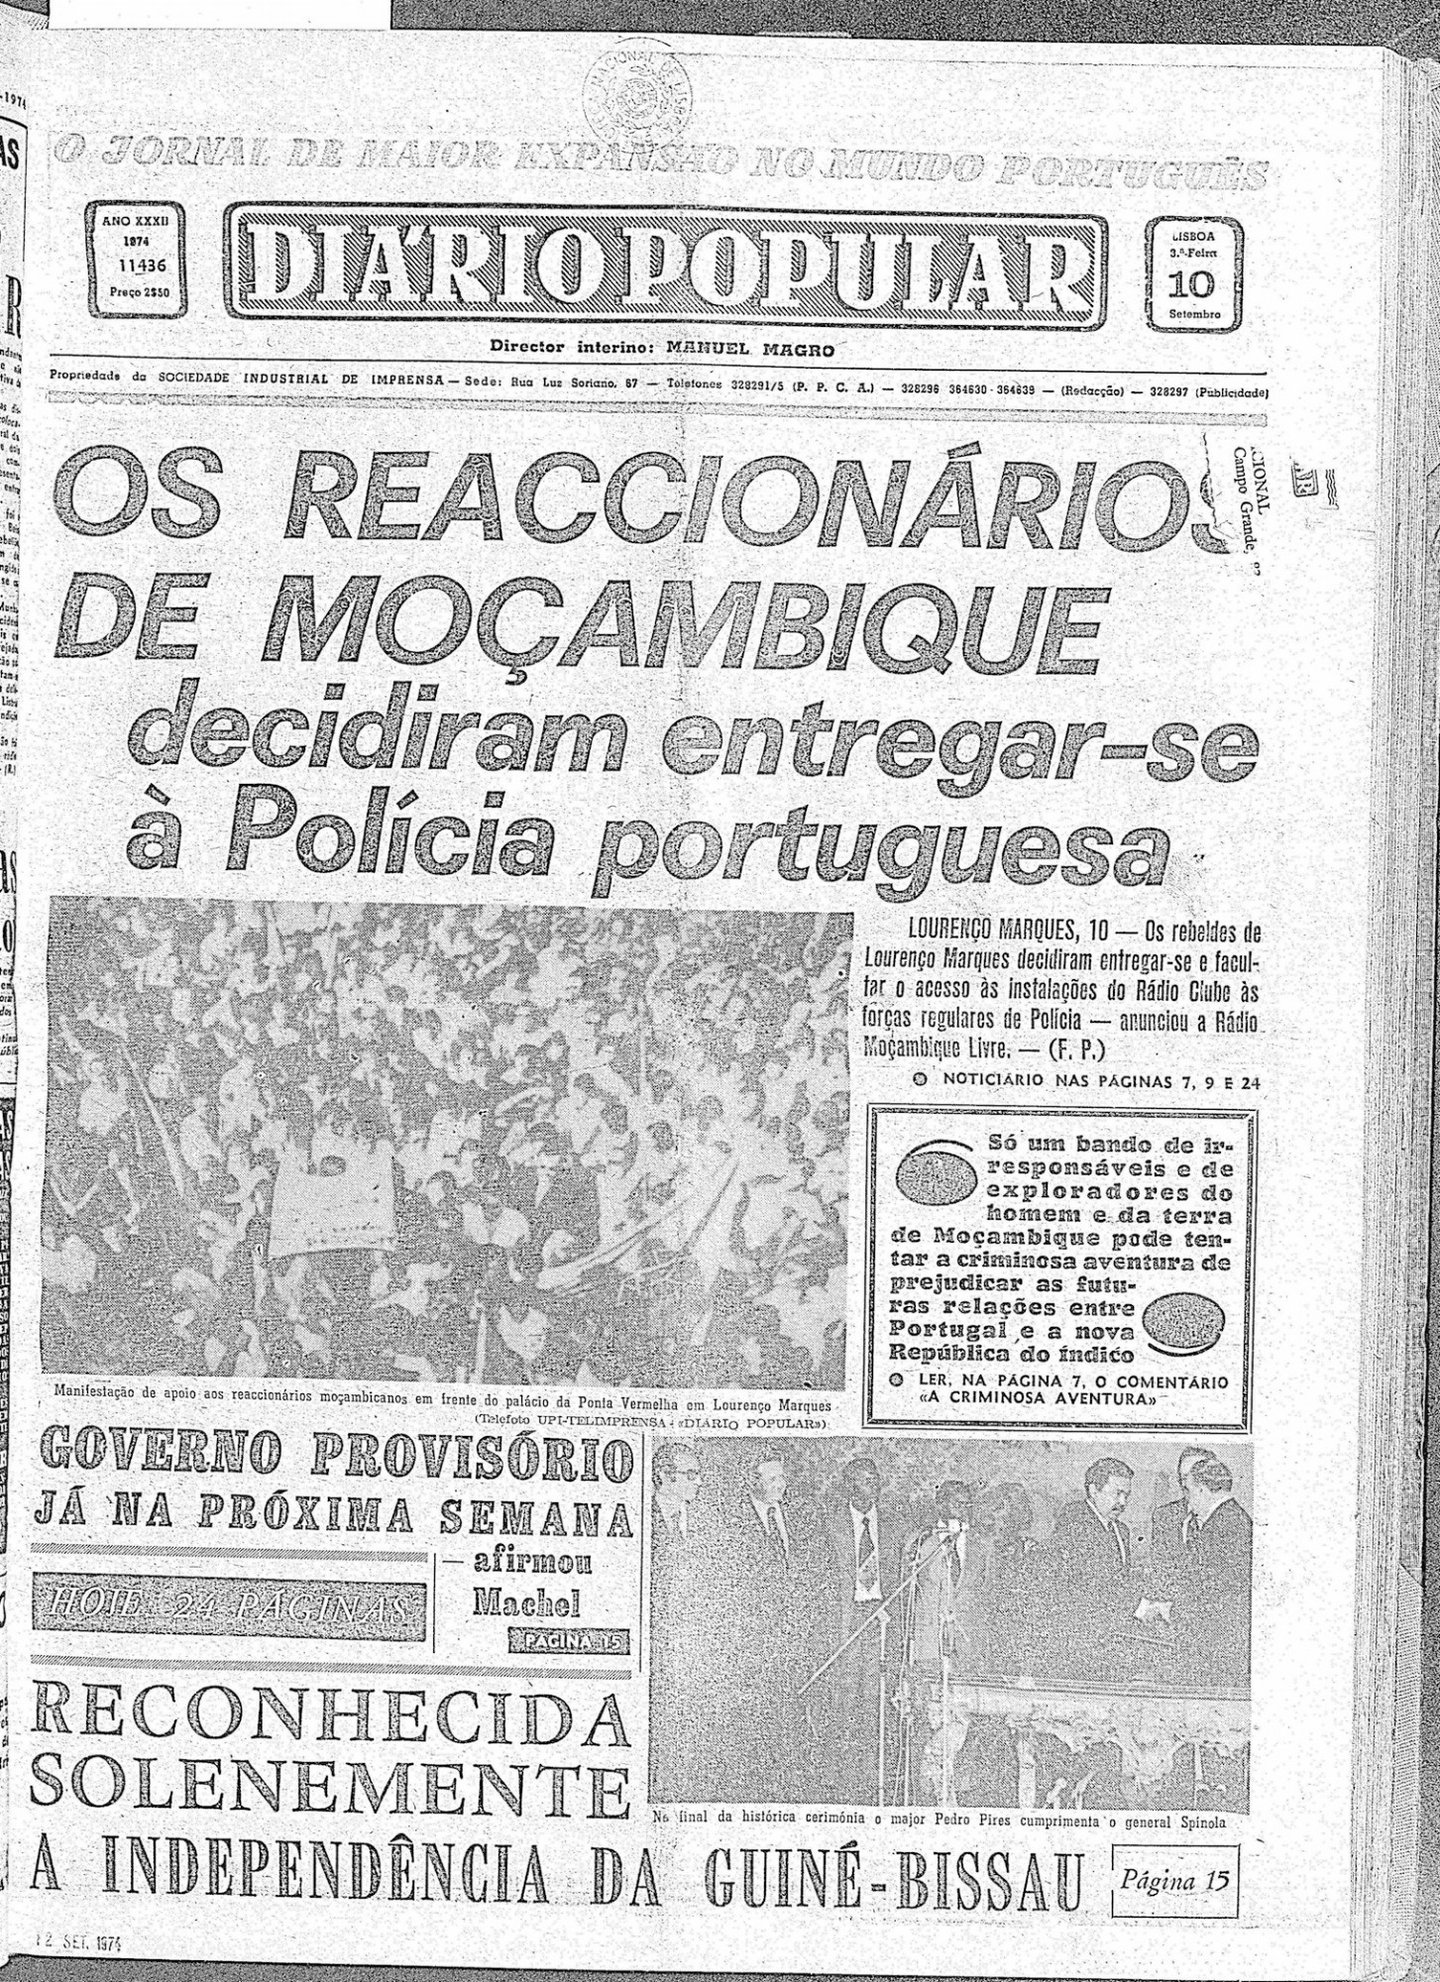 O JORNAL DE MAIOR EXPANSÃO NO MUNDO PORTUGUÊS
ANO XXXII
1974
11436
Preço 2$50
DIÁRIO POPULAR
LISBOA
3.ª-Feira
10
Setembro
Director interino: MANUEL MAGRO
Propriedade da SOCIEDADE INDUSTRIAL DE IMPRENSA — Sede: Rua Luz Soriano, 67 — Telefones 328291/5 (P. P. C. A.) — 328296 364630-364639 — (Redacção) — 328297 (Publicidade)
OS REACCIONÁRIOS
DE MOÇAMBIQUE
decidiram entregar-se
à Polícia portuguesa
CIONAL
Campo Grande, 83
LOURENÇO MARQUES, 10 — Os rebeldes de
Lourenço Marques decidiram entregar-se e facul-
tar o acesso às instalações do Rádio Clube às
forças regulares de Polícia — anunciou a Rádio
Moçambique Livre. — (F. P.)
NOTICIÁRIO NAS PÁGINAS 7, 9 E 24
Só um bando de ir-
responsáveis e de
exploradores do
homem e da terra
de Moçambique pode ten-
tar a criminosa aventura de
prejudicar as futu-
ras relações entre
Portugal e a nova
República do Índico
LER, NA PÁGINA 7, O COMENTÁRIO
«A CRIMINOSA AVENTURA»
Manifestação de apoio aos reaccionários moçambicanos em frente do palácio da Ponta Vermelha em Lourenço Marques
(Telefoto UPI-TELIMPRENSA - «DIÁRIO POPULAR»)
GOVERNO PROVISÓRIO
JÁ NA PRÓXIMA SEMANA
— afirmou
Machel
PÁGINA 15
HOJE: 24 PÁGINAS
RECONHECIDA
SOLENEMENTE
A INDEPENDÊNCIA DA GUINÉ-BISSAU
Página 15
No final da histórica cerimónia o major Pedro Pires cumprimenta o general Spínola
12 SET. 1974